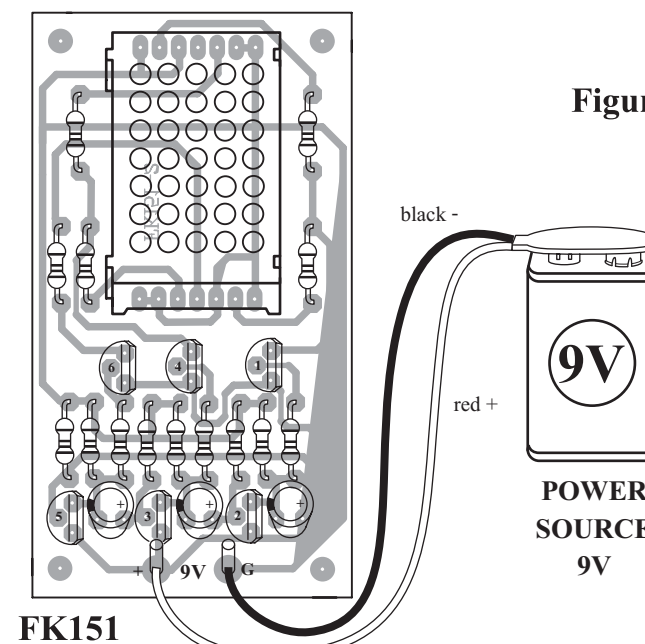 Figur
black -
9V
red +
6
4
1
5
+
3
+
2
+
POWER
SOURCE
9V
+ 9V G
FK151